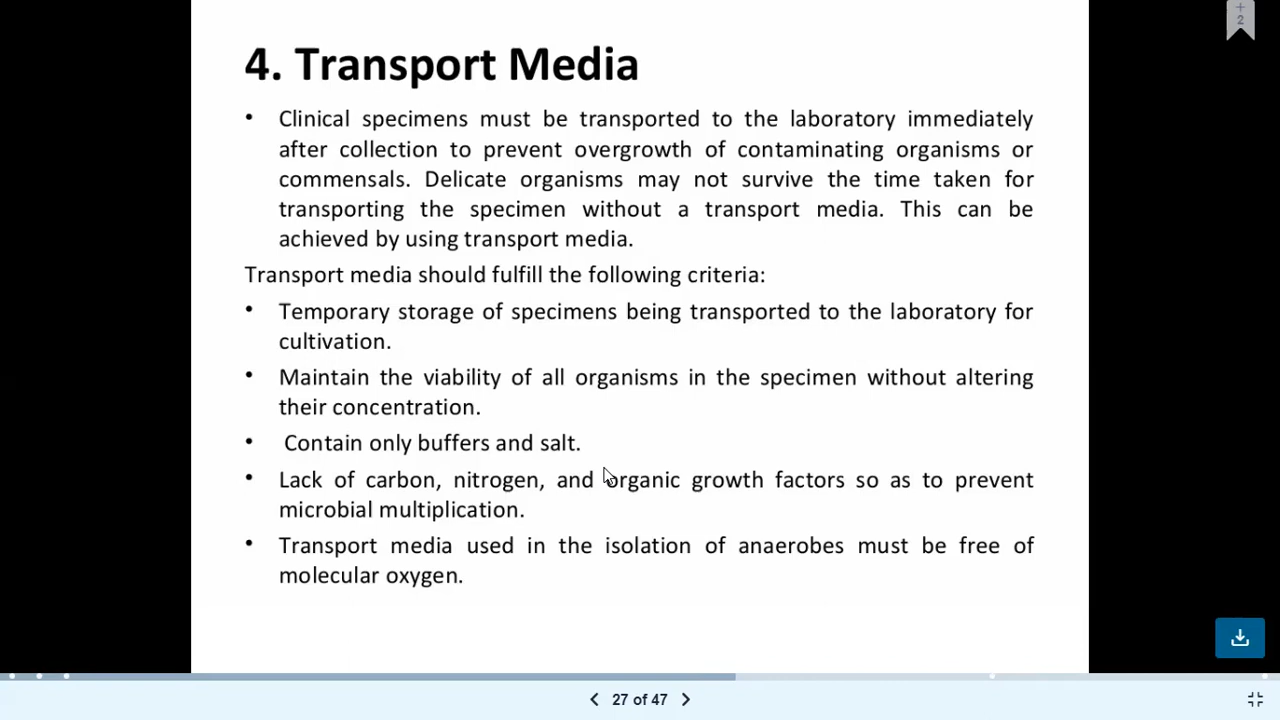 4. Transport Media
• Clinical specimens must be transported to the laboratory immediately
after collection to prevent overgrowth of contaminating organisms or
commensals. Delicate organisms may not survive the time taken for
transporting the specimen without a transport media. This can be
achieved by using transport media.
Transport media should fulfill the following criteria:
• Temporary storage of specimens being transported to the laboratory for
cultivation.
• Maintain the viability of all organisms in the specimen without altering
their concentration.
• Contain only buffers and salt.
• Lack of carbon, nitrogen, and organic growth factors so as to prevent
microbial multiplication.
• Transport media used in the isolation of anaerobes must be free of
molecular oxygen.
+
2
27 of 47